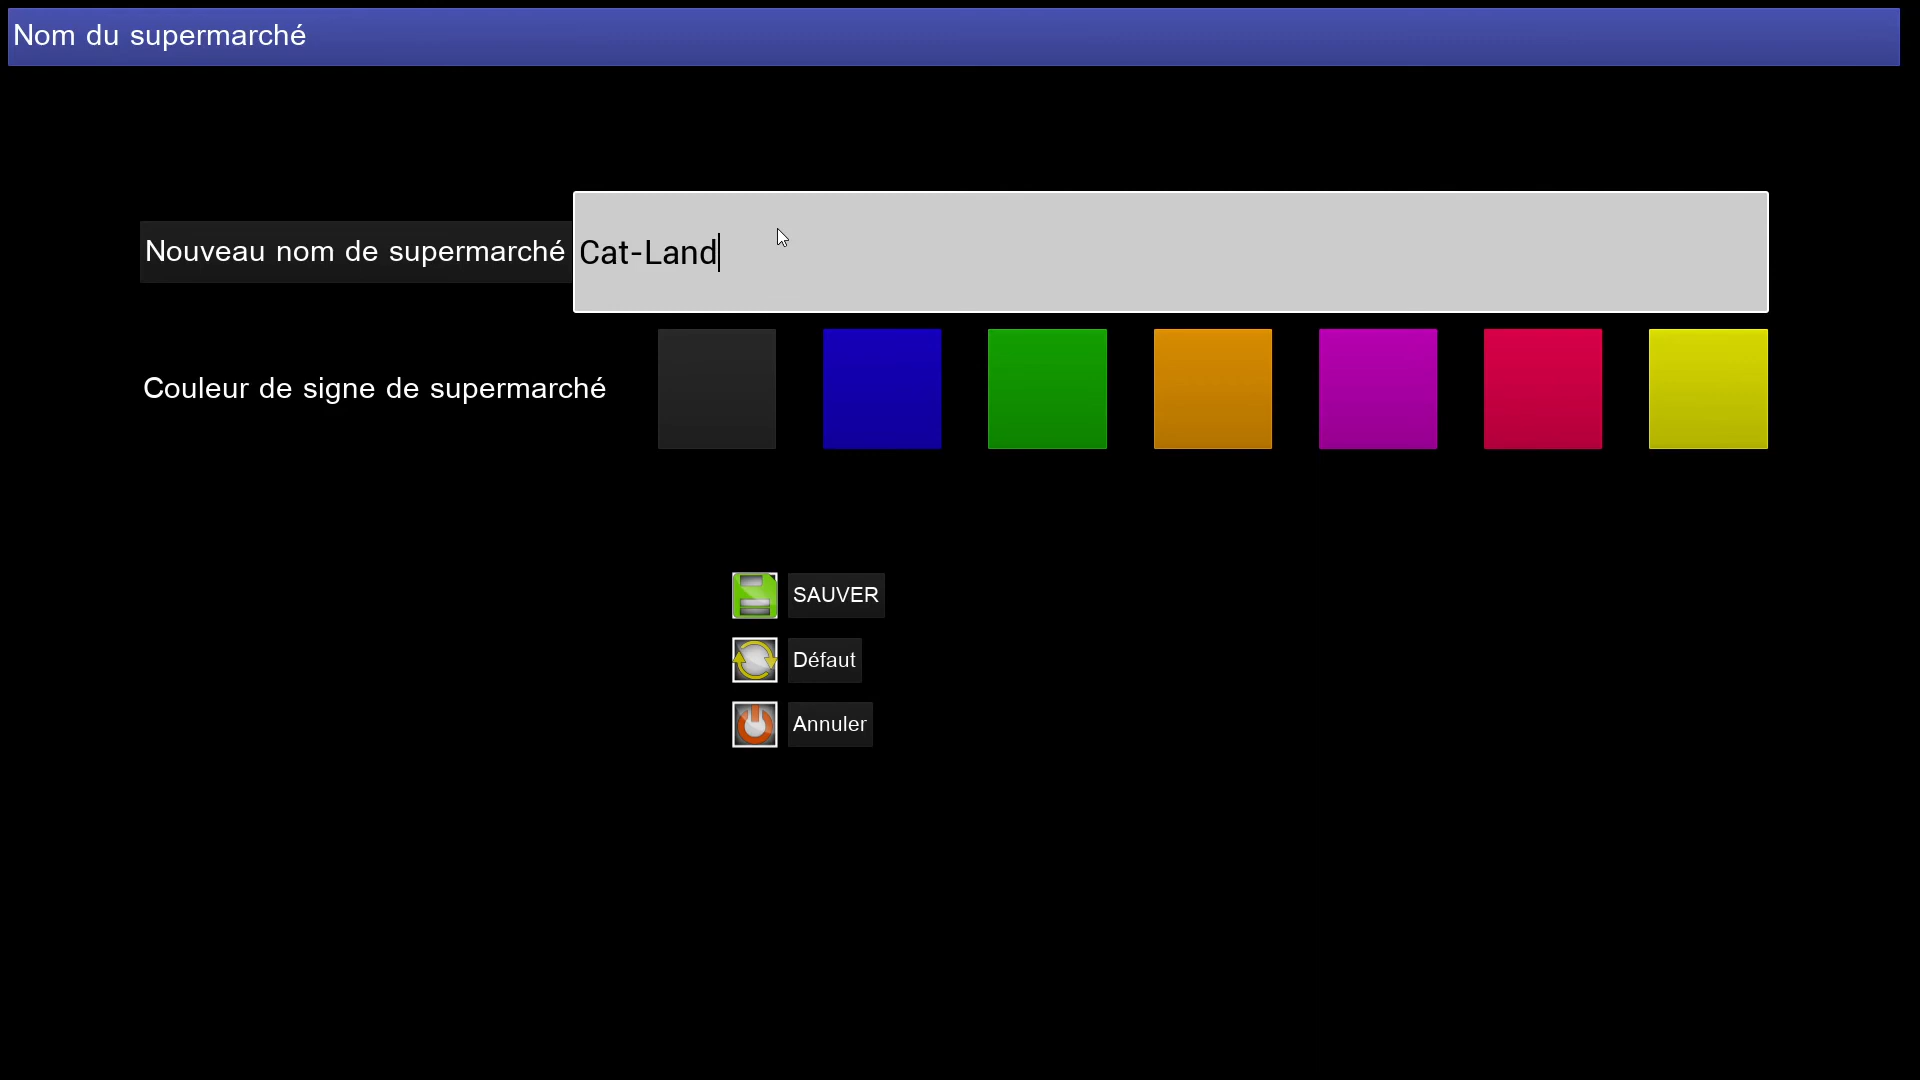 Nom du supermarché
Nouveau nom de supermarché Cat-Land
Couleur de signe de supermarché
SAUVER
Défaut
Annuler